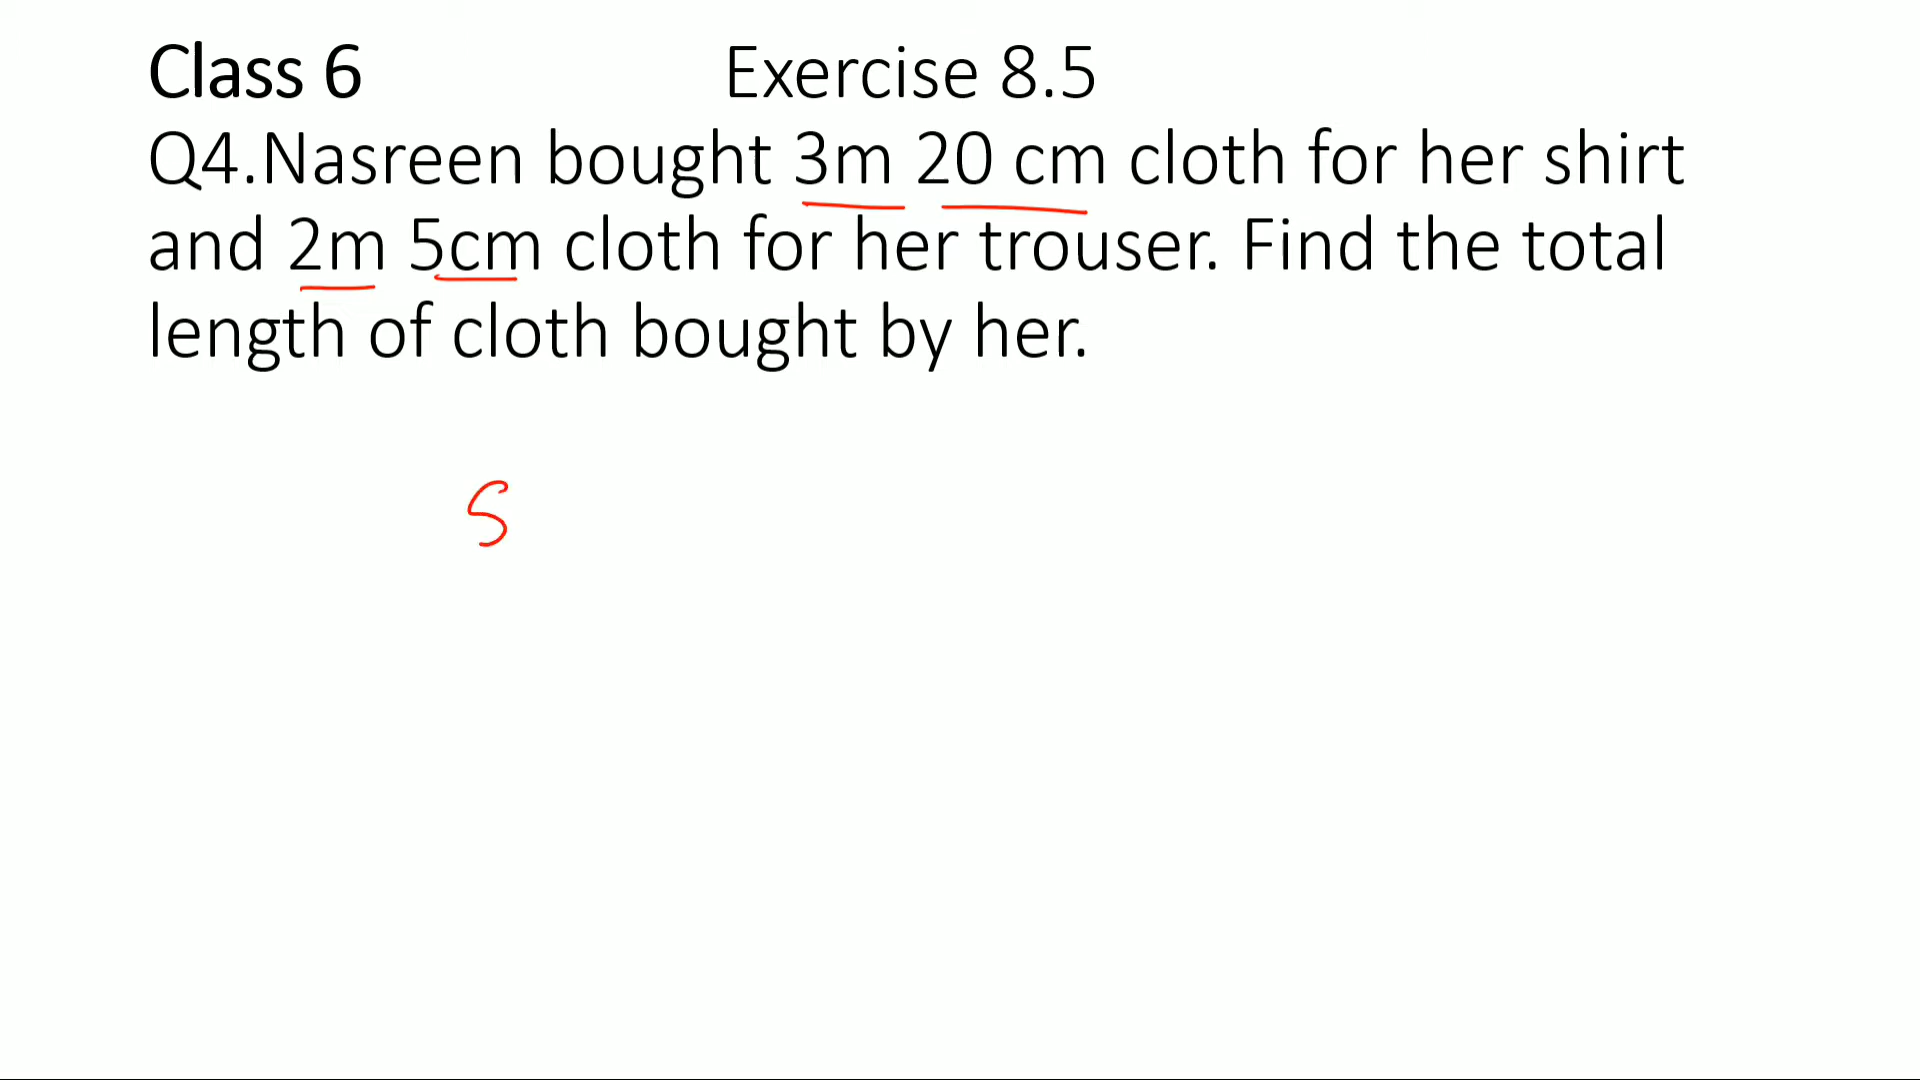 Class 6 Exercise 8.5
Q4.Nasreen bought 3m 20 cm cloth for her shirt
and 2m 5cm cloth for her trouser. Find the total
length of cloth bought by her.
S